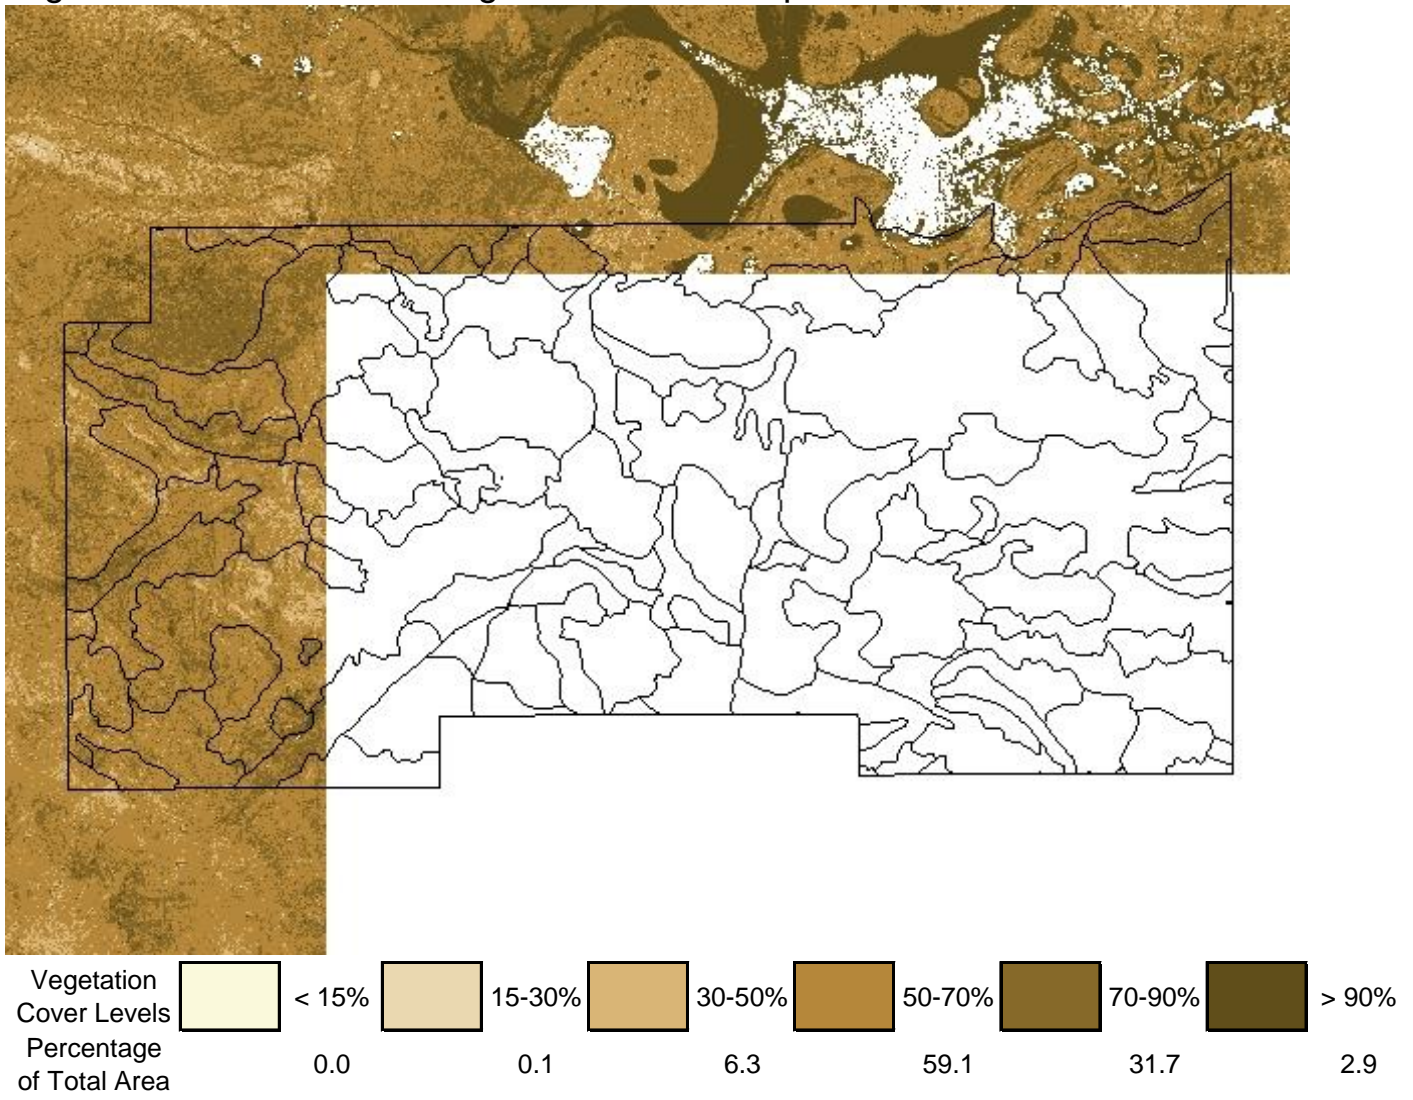 Vegetation
Cover Levels
< 15% 15-30% 30-50% 50-70% 70-90% > 90%
Percentage
of Total Area
0.0 0.1 6.3 59.1 31.7 2.9